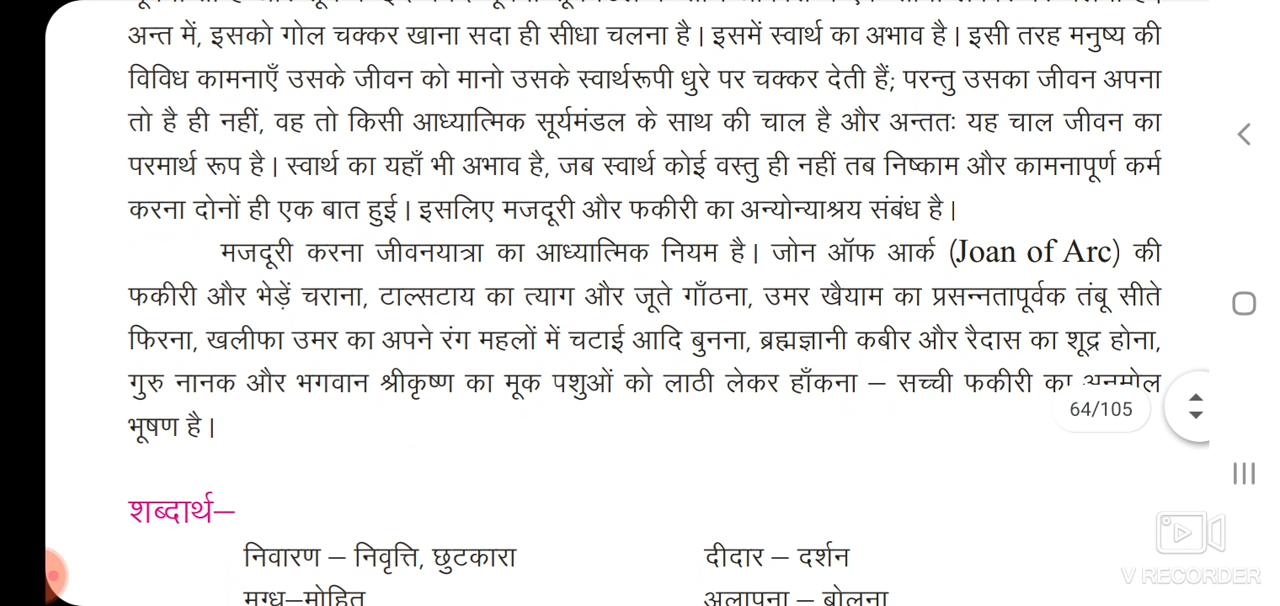 अन्त में, इसको गोल चक्कर खाना सदा ही सीधा चलना है। इसमें स्वार्थ का अभाव है। इसी तरह मनुष्य की
विविध कामनाएँ उसके जीवन को मानो उसके स्वार्थरूपी धुरे पर चक्कर देती हैं; परन्तु उसका जीवन अपना
तो है ही नहीं, वह तो किसी आध्यात्मिक सूर्यमंडल के साथ की चाल है और अन्ततः यह चाल जीवन का
परमार्थ रूप है। स्वार्थ का यहाँ भी अभाव है, जब स्वार्थ कोई वस्तु ही नहीं तब निष्काम और कामनापूर्ण कर्म
करना दोनों ही एक बात हुई। इसलिए मजदूरी और फकीरी का अन्योन्याश्रय संबंध है।
मजदूरी करना जीवनयात्रा का आध्यात्मिक नियम है। जोन ऑफ आर्क (Joan of Arc) की
फकीरी और भेड़ें चराना, टाल्सटाय का त्याग और जूते गाँठना, उमर खैयाम का प्रसन्नतापूर्वक तंबू सीते
फिरना, खलीफा उमर का अपने रंग महलों में चटाई आदि बुनना, ब्रह्मज्ञानी कबीर और रैदास का शूद्र होना,
गुरु नानक और भगवान श्रीकृष्ण का मूक पशुओं को लाठी लेकर हाँकना – सच्ची फकीरी का अनमोल
64/105
भूषण है।
शब्दार्थ–
निवारण – निवृत्ति, छुटकारा दीदार – दर्शन
मुग्ध–मोहित अलापना – बोलना
V RECORDER